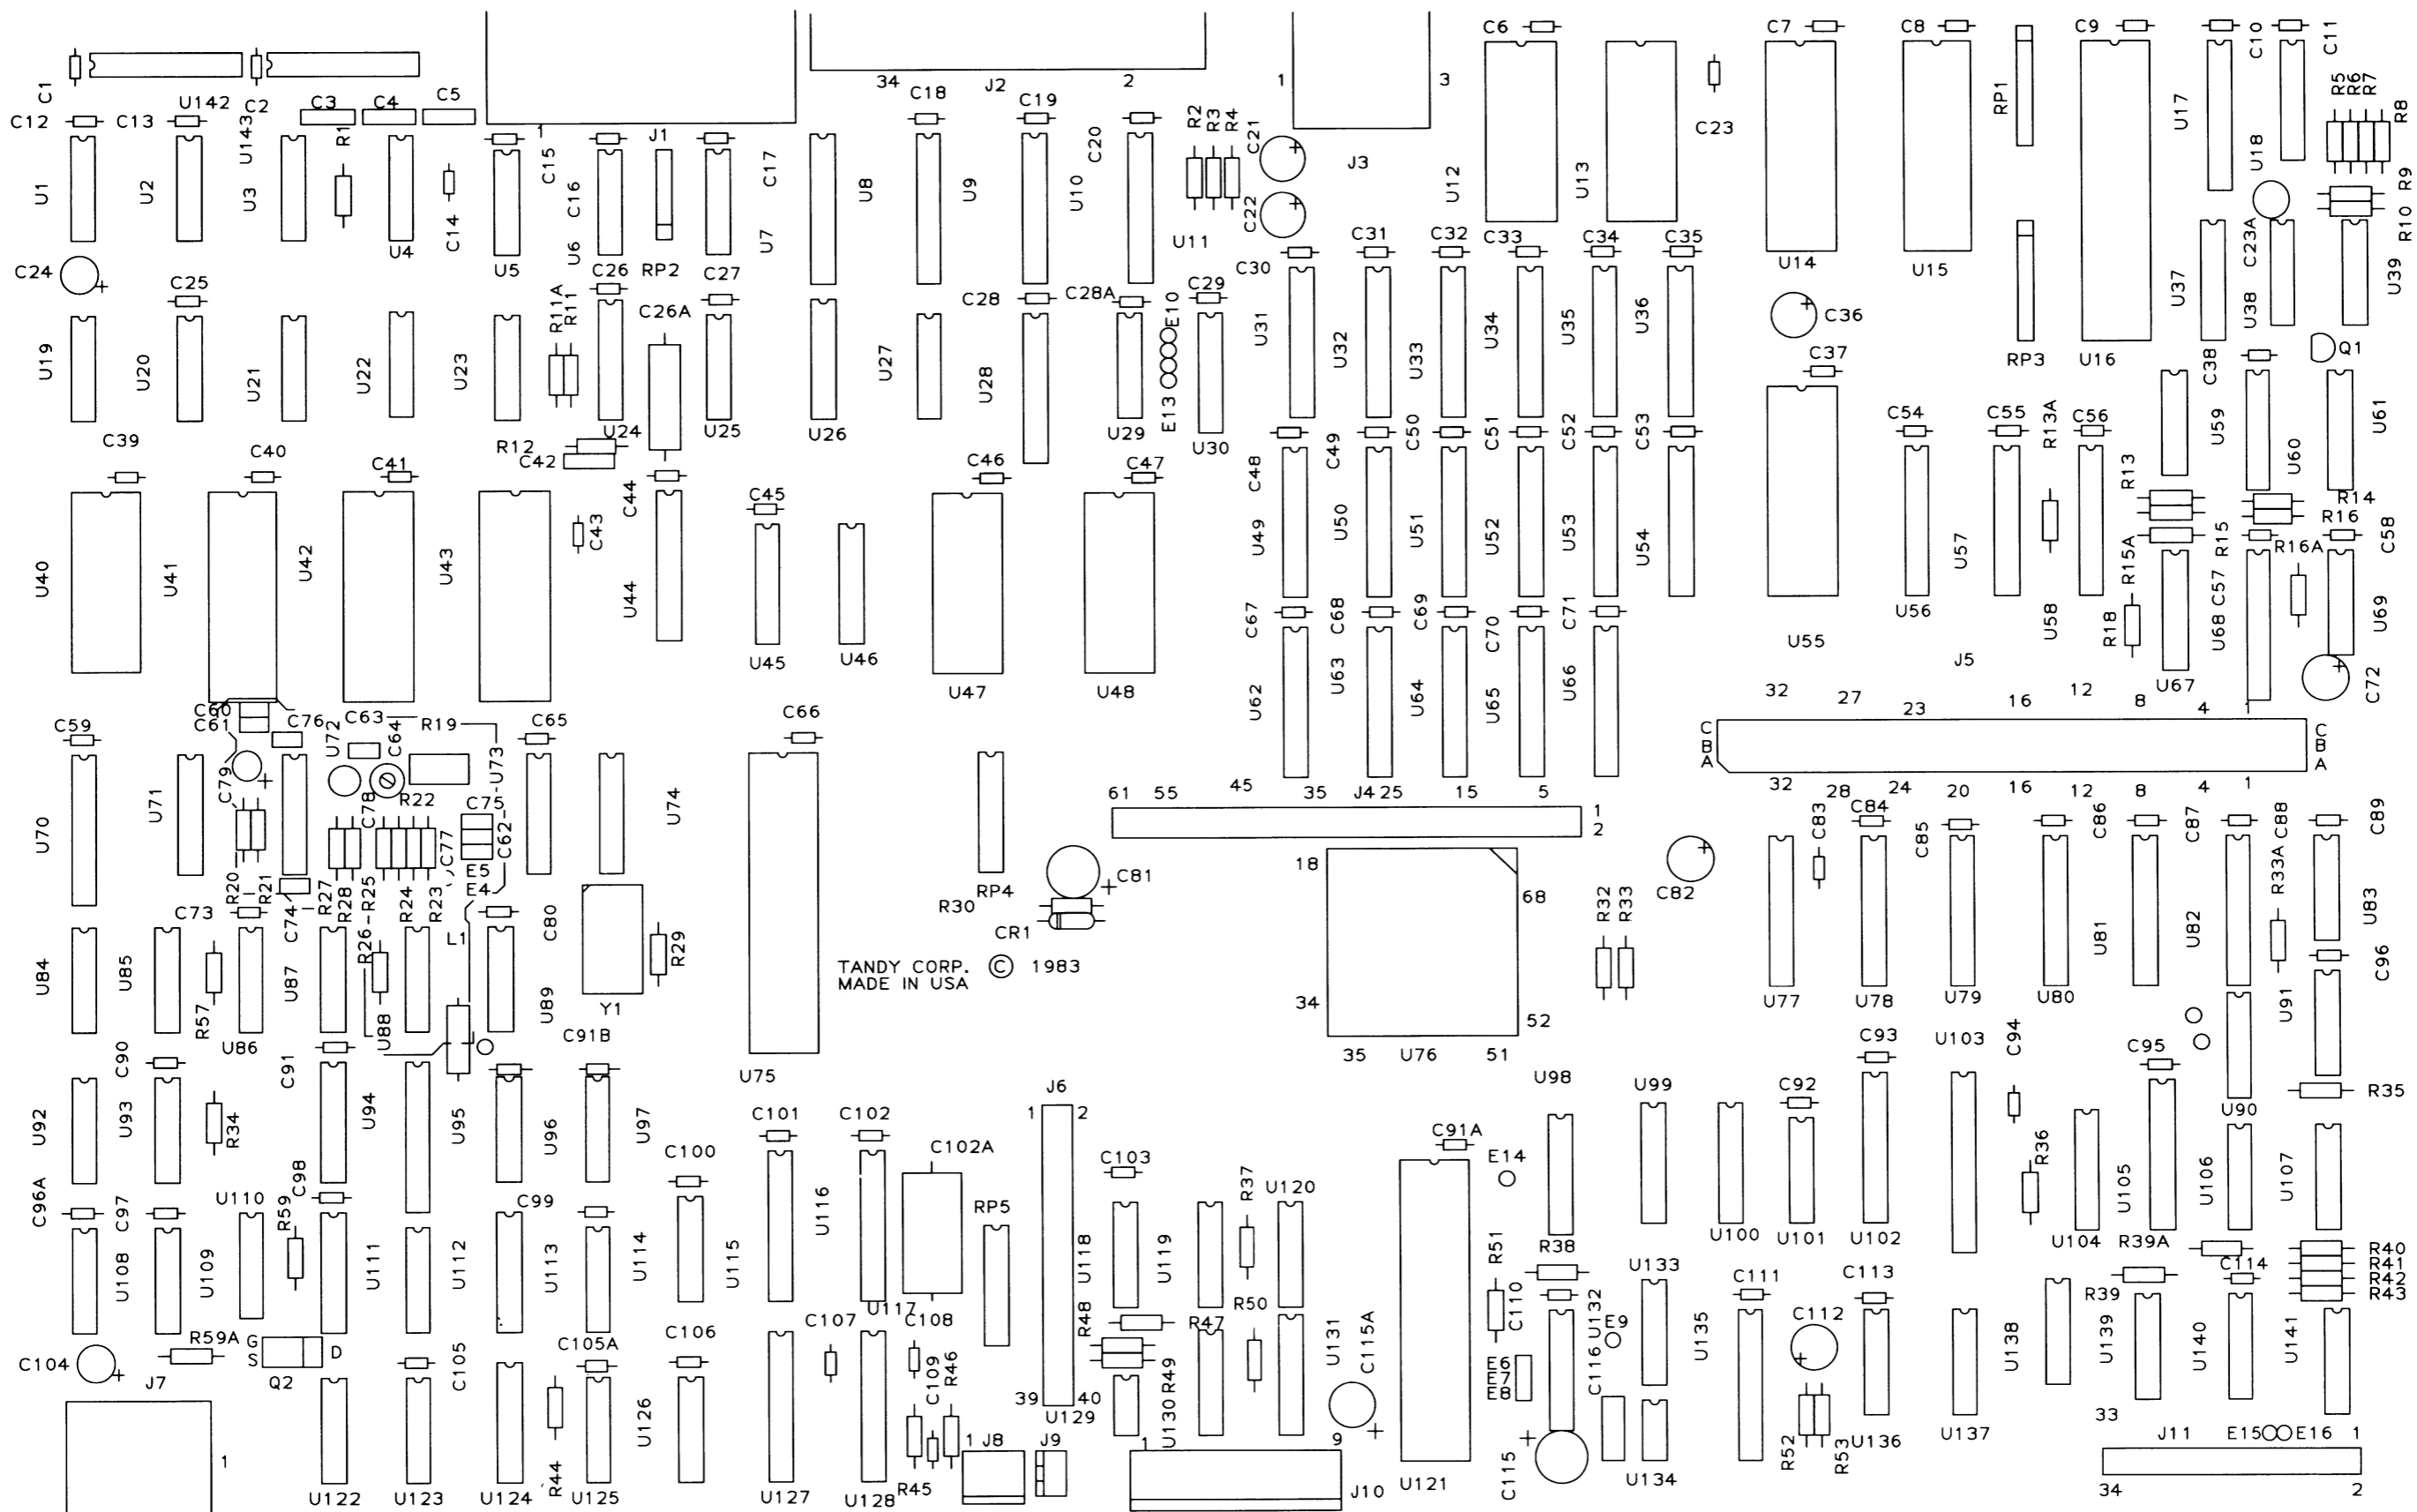 C1
U142
C2
C3
C4
C5
34
J2
2
1
3
C6
C7
C8
C9
C10
C11
C12
C13
U143
R1
1
J1
C18
C19
C20
R2
R3
R4
C21
J3
C23
RP1
U17
U18
R5
R6
R7
R8
U1
U2
U3
U4
C14
U5
C15
C16
U6
RP2
C17
U7
U8
U9
U10
U11
C22
U12
U13
U14
U15
R9
R10
C24
C25
R11A
R11
C26
C26A
C27
C28
C28A
E10
C29
C30
C31
C32
C33
C34
C35
C36
C37
RP3
U16
U37
C23A
U38
U39
Q1
U19
U20
U21
U22
U23
U24
U25
U26
U27
U28
U29
E13
U30
U31
U32
U33
U34
U35
U36
C38
U59
U60
U61
C39
C40
C41
R12
C42
C43
C44
C45
C46
C47
C48
C49
C50
C51
C52
C53
C54
C55
R13A
C56
R13
R14
R16
C58
U40
U41
U42
U43
U44
U45
U46
U47
U48
U49
U50
U51
U52
U53
U54
U55
U56
U57
U58
R15A
R15
R16A
R18
C57
U68
U67
U69
C72
J5
C67
C68
C69
C70
C71
U62
U63
U64
U65
U66
32
27
23
16
12
8
4
1
C
B
A
C
B
A
32
28
24
20
16
12
8
4
1
C59
C60
C61
C76
U72
C63
C64
R19
U73
C65
C66
U70
U71
C79
C78
R22
C75
C62
C77
E5
E4
U74
61
55
45
35
J4
25
15
5
1
2
R20
R21
C73
C74
R27
R28
R25
R26
R24
R23
L1
C80
R29
RP4
R30
C81
CR1
TANDY CORP. © 1983
MADE IN USA
18
68
34
52
35
U76
51
R32
R33
C82
C83
C84
C85
C86
C87
C88
C89
R33A
U77
U78
U79
U80
U81
U82
U83
C96
U84
U85
R57
U86
U87
U88
U89
Y1
C91B
U75
C90
C91
U90
U91
R35
U92
U93
R34
U94
U95
U96
U97
C100
C101
C102
C102A
J6
1
2
C103
C91A
E14
U98
U99
C92
C93
U103
C94
C95
R36
C96A
C97
U110
R59
C98
C99
RP5
R37
U120
R51
R38
U133
U100
U101
U102
U104
U105
U106
U107
R39A
R40
R41
R42
R43
U108
U109
U111
U112
U113
U114
U115
U116
U117
U118
U119
C104
R59A
G
S
D
Q2
C105
C105A
C106
C107
C108
C109
R46
R48
R47
R50
R49
U131
C115A
C110
U132
E9
E6
E7
E8
C116
U135
C111
C112
C113
C114
U138
R39
U139
U140
U141
J7
1
U122
U123
U124
R44
U125
U126
U127
U128
R45
1
J8
J9
39
40
U129
U130
1
9
J10
U121
C115
U134
R52
R53
U136
U137
33
J11
E15
E16
1
34
2